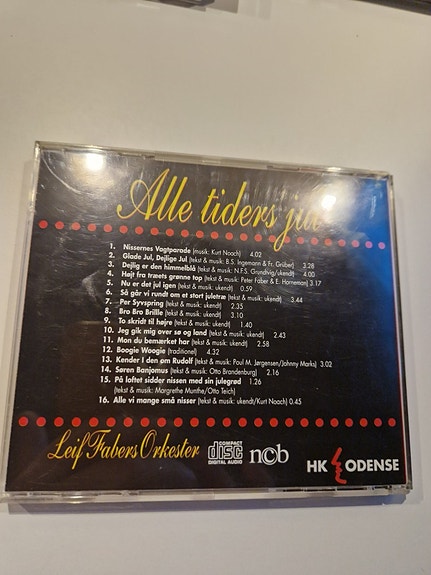 Alle tiders jul
1. Nissernes Vagtparade (musik: Kurt Noach) 4.02
2. Glade Jul, Dejlige Jul (tekst & musik: B.S. Ingemann & Fr. Grüber) 3.28
3. Dejlig er den himmelblå (tekst & musik: N.F.S. Grundtvig/ukendt) 4.00
4. Højt fra træets grønne top (tekst & musik: Peter Faber & E. Horneman) 3.17
5. Nu er det jul igen (tekst & musik: ukendt) 0.59
6. Så går vi rundt om et stort juletræ (tekst & musik: ukendt) 3.44
7. Per Syvspring (tekst & musik: ukendt) 2.35
8. Bro Bro Brille (tekst & musik: ukendt) 3.10
9. To skridt til højre (tekst & musik: ukendt) 1.40
10. Jeg gik mig over sø og land (tekst & musik: ukendt) 2.43
11. Mon du bemærket har (tekst & musik: ukendt) 2.58
12. Boogie Woogie (traditionel) 4.32
13. Kender I den om Rudolf (tekst & musik: Poul M. Jørgensen/Johnny Marks) 3.02
14. Søren Banjomus (tekst & musik: Otto Brandenburg) 2.16
15. På loftet sidder nissen med sin julegrød 1.26
(tekst & musik: Margrethe Munthe/Otto Teich)
16. Alle vi mange små nisser (tekst & musik: ukendt/Kurt Noach) 0.45
Leif Fabers Orkester
COMPACT
disc
DIGITAL AUDIO
ncb
HK ODENSE